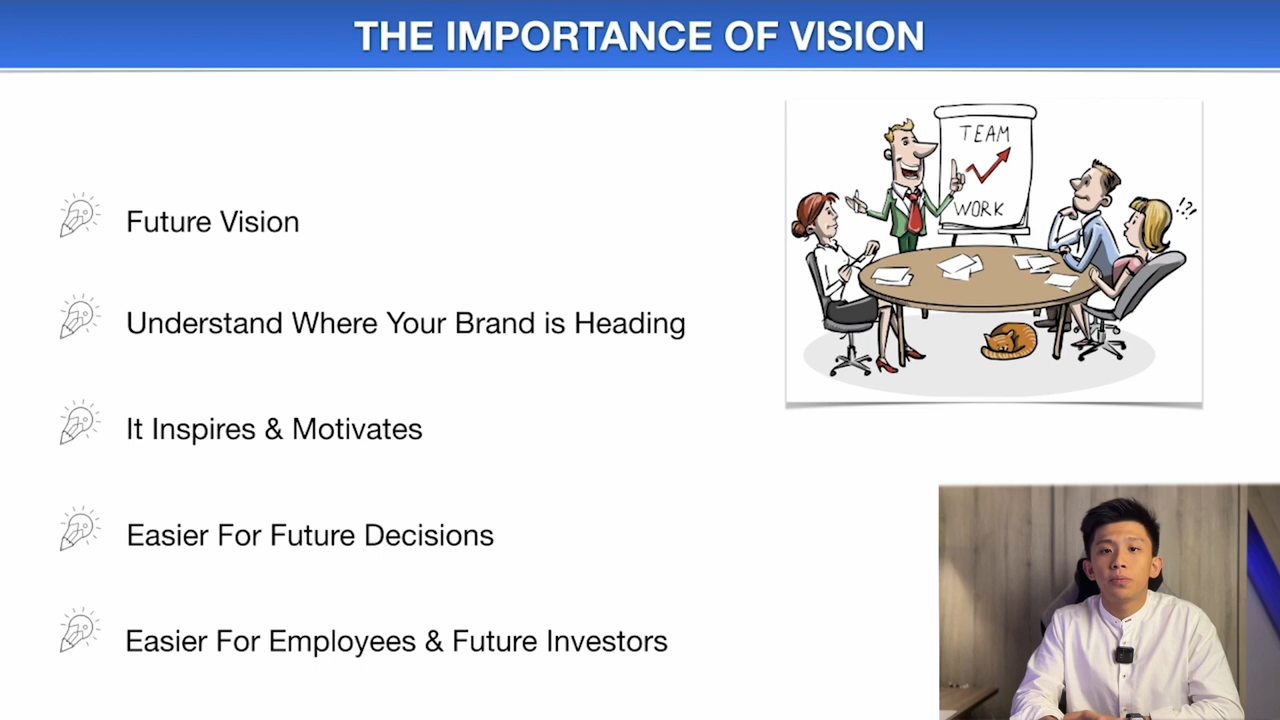 THE IMPORTANCE OF VISION
TEAM
WORK
!?!
Future Vision
Understand Where Your Brand is Heading
It Inspires & Motivates
Easier For Future Decisions
Easier For Employees & Future Investors